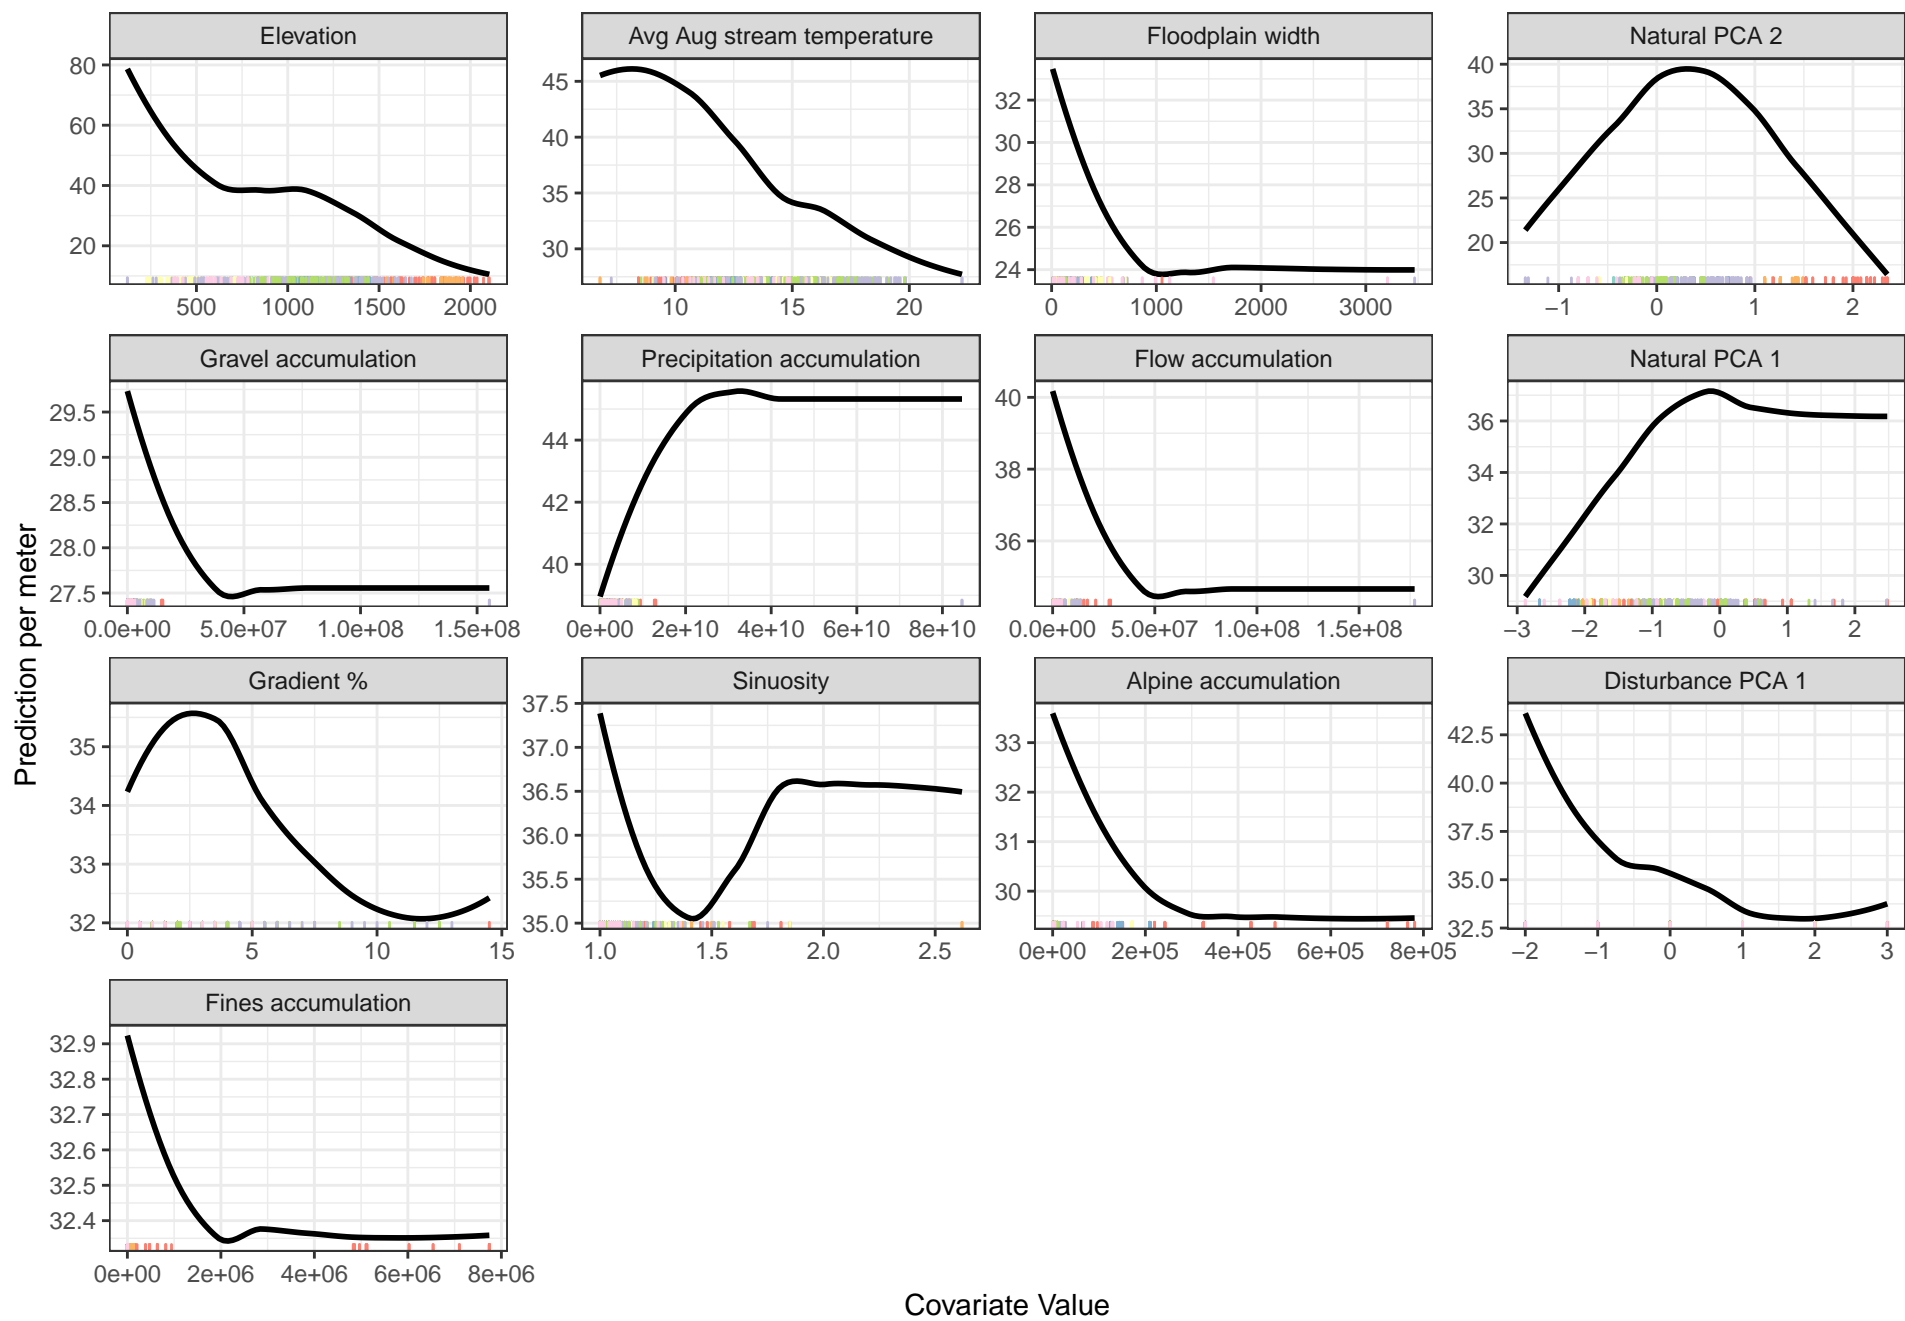 Elevation
Avg Aug stream temperature
Floodplain width
Natural PCA 2
80
60
40
20
500 1000 1500 2000
45
40
35
30
10 15 20
32
30
28
26
24
0 1000 2000 3000
40
35
30
25
20
−1 0 1 2
Gravel accumulation
Precipitation accumulation
Flow accumulation
Natural PCA 1
29.5
29.0
28.5
28.0
27.5
0.0e+00 5.0e+07 1.0e+08 1.5e+08
44
42
40
0e+00 2e+10 4e+10 6e+10 8e+10
40
38
36
0.0e+00 5.0e+07 1.0e+08 1.5e+08
36
34
32
30
−3 −2 −1 0 1 2
Gradient %
Sinuosity
Alpine accumulation
Disturbance PCA 1
35
34
33
32
0 5 10 15
37.5
37.0
36.5
36.0
35.5
35.0
1.0 1.5 2.0 2.5
33
32
31
30
0e+00 2e+05 4e+05 6e+05 8e+05
42.5
40.0
37.5
35.0
32.5
−2 −1 0 1 2 3
Fines accumulation
32.9
32.8
32.7
32.6
32.5
32.4
0e+00 2e+06 4e+06 6e+06 8e+06
Prediction per meter
Covariate Value